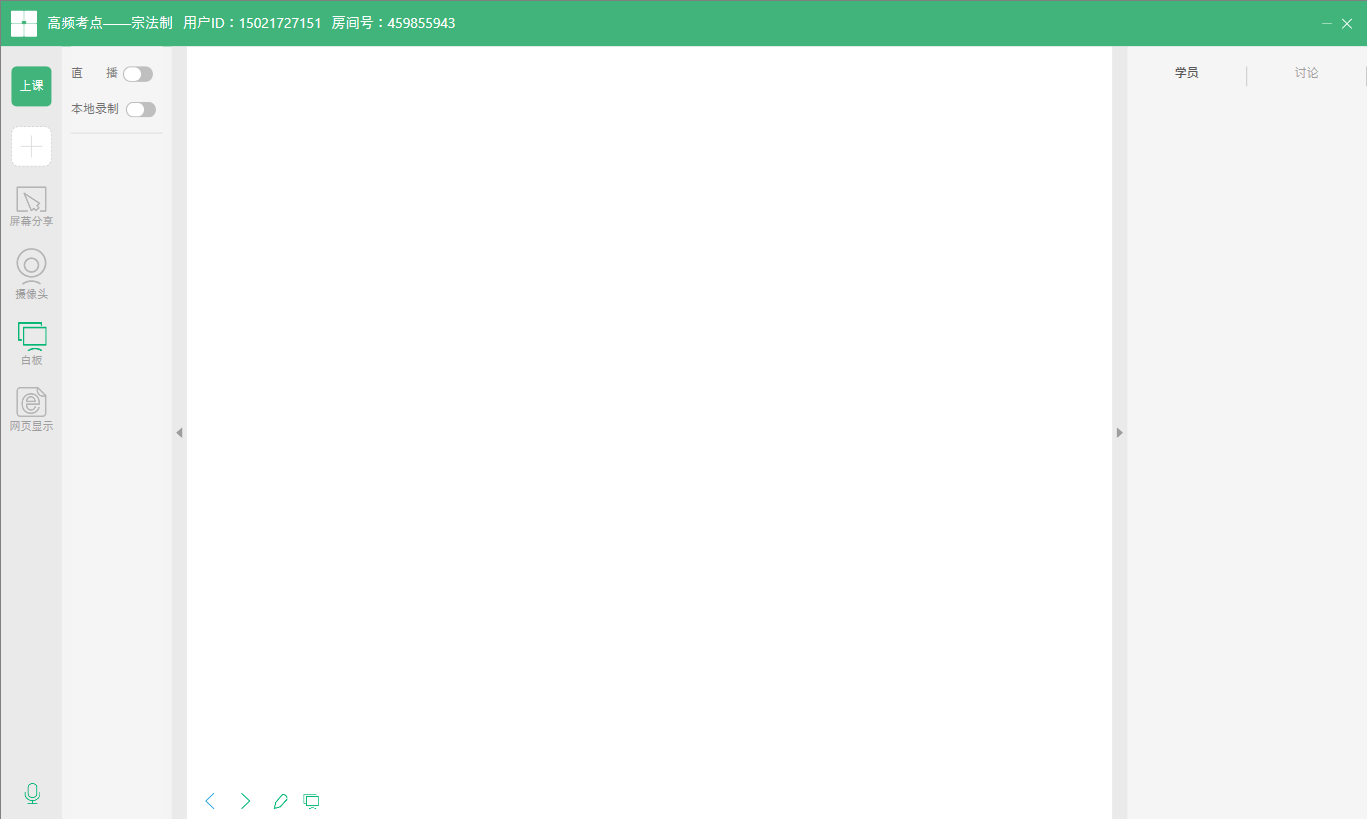 高频考点——宗法制 用户ID：15021727151 房间号：459855943
上课
直 播
本地录制
屏幕分享
摄像头
白板
网页显示
学员
讨论